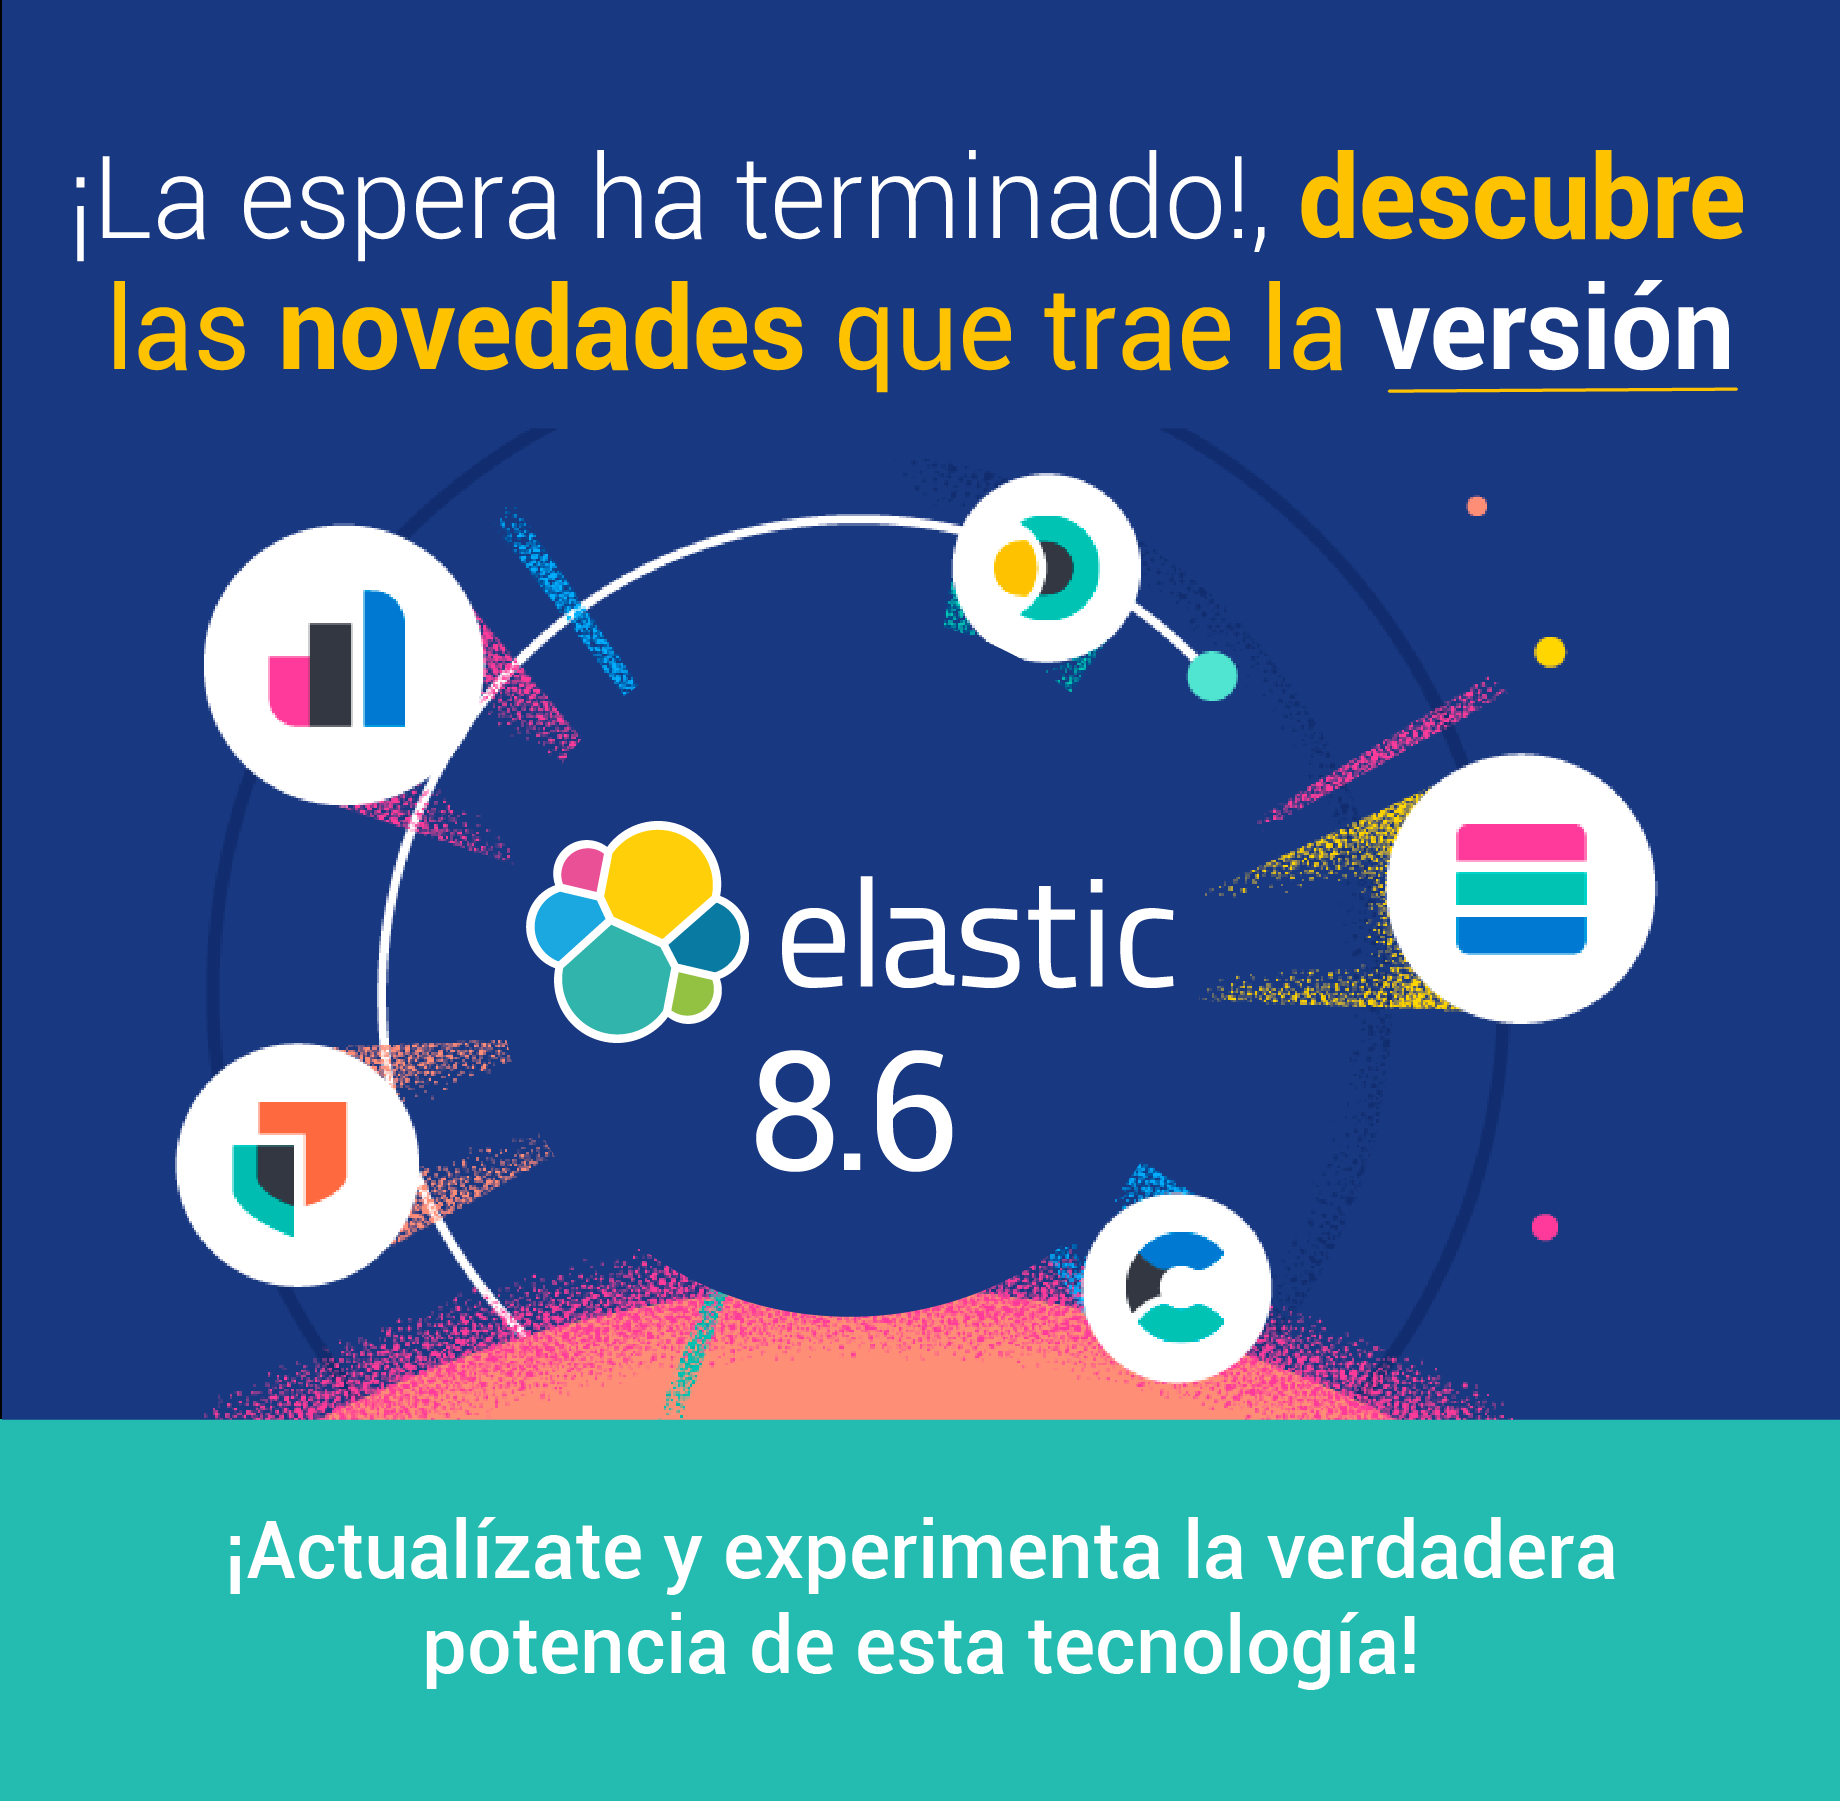 ¡La espera ha terminado!, descubre
las novedades que trae la versión
elastic
8.6
¡Actualízate y experimenta la verdadera
potencia de esta tecnología!